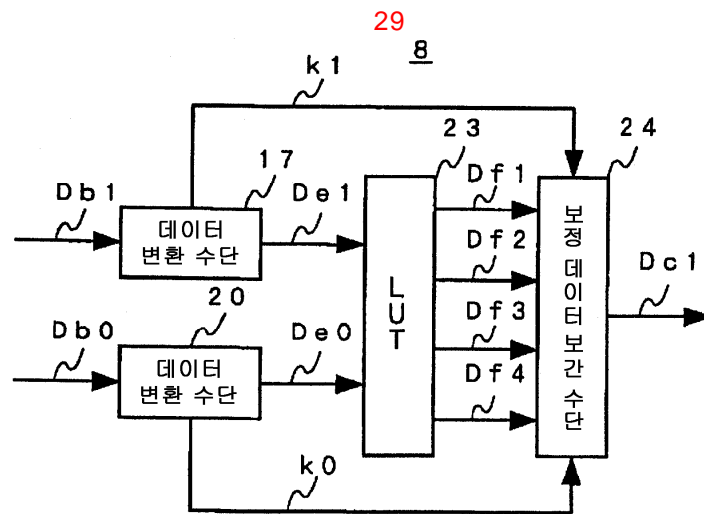 29
8
k1
23
24
17
Db1
De1
Df1
데이터
변환 수단
Df2
LUT
보정 데이터 보간 수단
Dc1
20
Df3
Db0
De0
데이터
변환 수단
Df4
k0